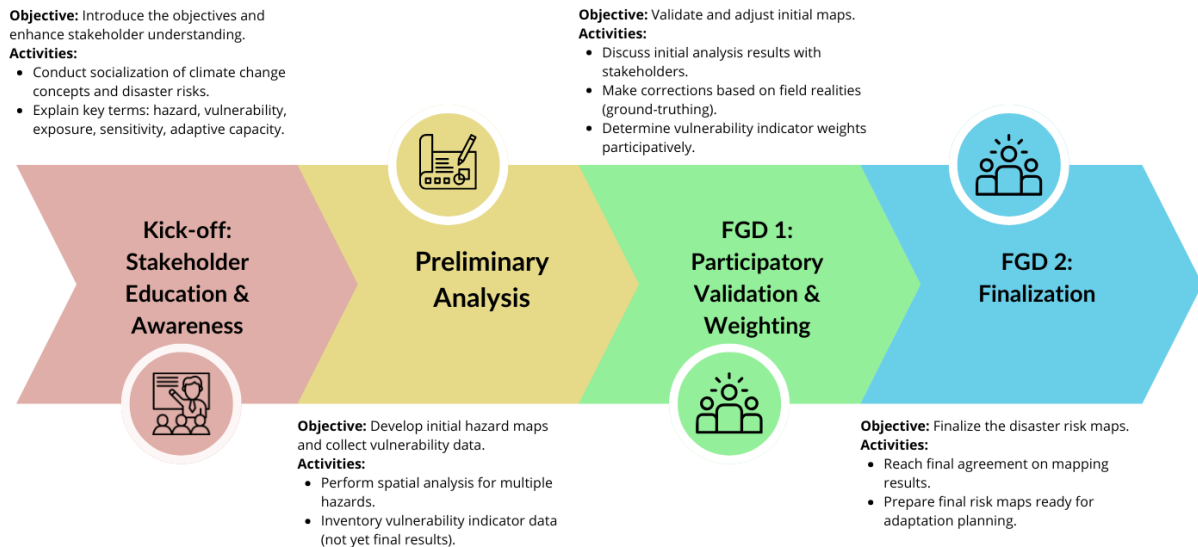 Objective: Introduce the objectives and
enhance stakeholder understanding.
Activities:
• Conduct socialization of climate change
concepts and disaster risks.
• Explain key terms: hazard, vulnerability,
exposure, sensitivity, adaptive capacity.
Kick-off:
Stakeholder
Education &
Awareness
Preliminary
Analysis
Objective: Develop initial hazard maps
and collect vulnerability data.
Activities:
• Perform spatial analysis for multiple
hazards.
• Inventory vulnerability indicator data
(not yet final results).
Objective: Validate and adjust initial maps.
Activities:
• Discuss initial analysis results with
stakeholders.
• Make corrections based on field realities
(ground-truthing).
• Determine vulnerability indicator weights
participatively.
FGD 1:
Participatory
Validation &
Weighting
FGD 2:
Finalization
Objective: Finalize the disaster risk maps.
Activities:
• Reach final agreement on mapping
results.
• Prepare final risk maps ready for
adaptation planning.